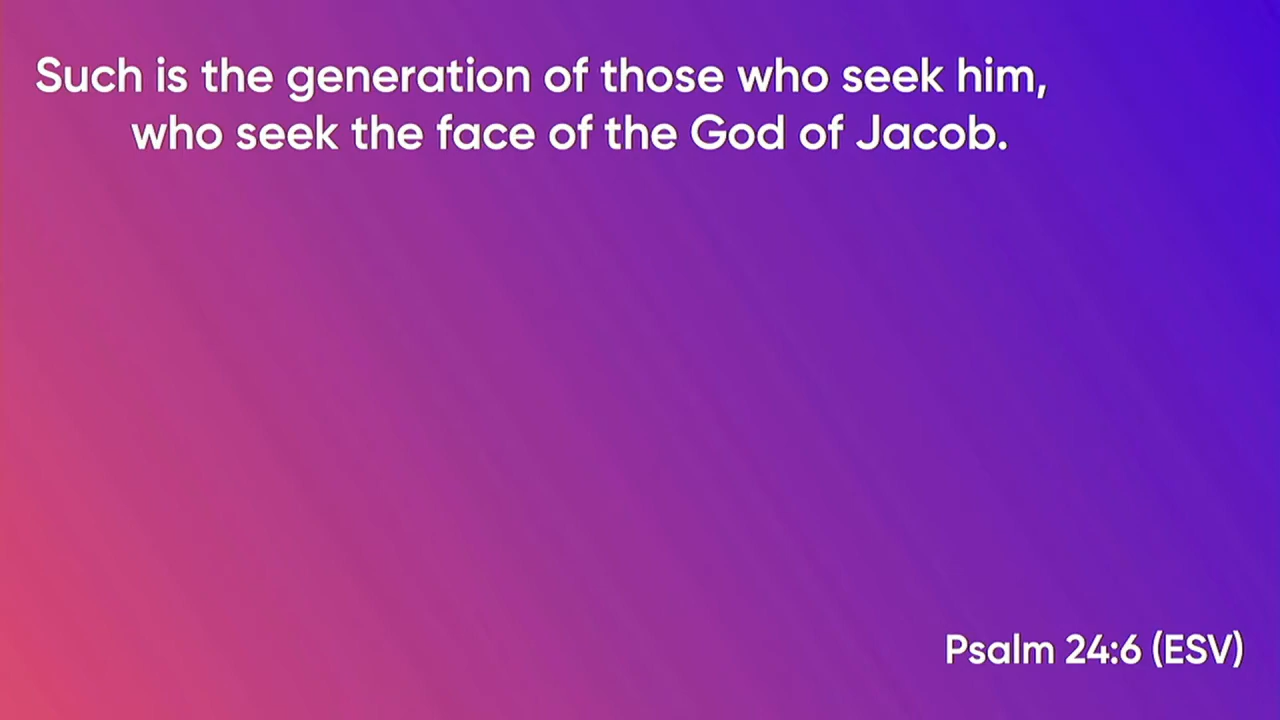 Such is the generation of those who seek him,
who seek the face of the God of Jacob.
Psalm 24:6 (ESV)